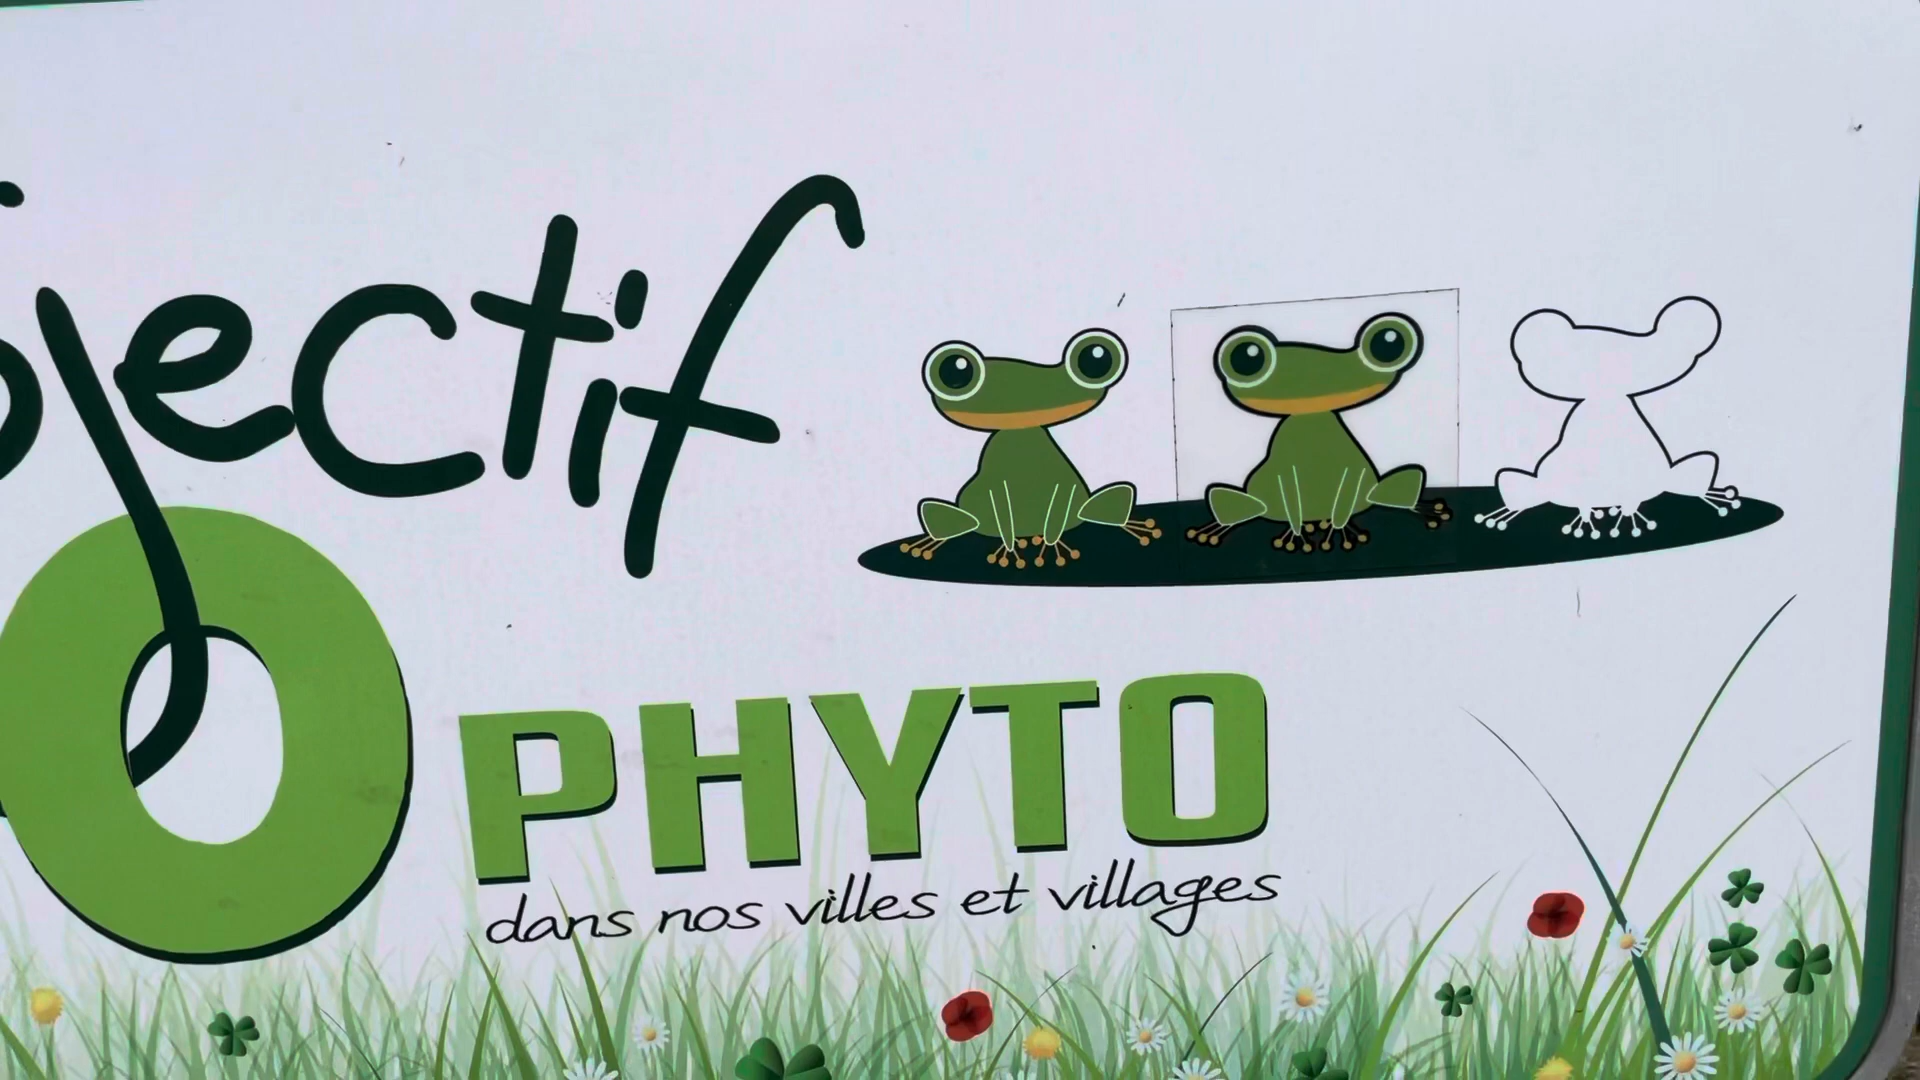 jectif
O PHYTO
dans nos villes et villages